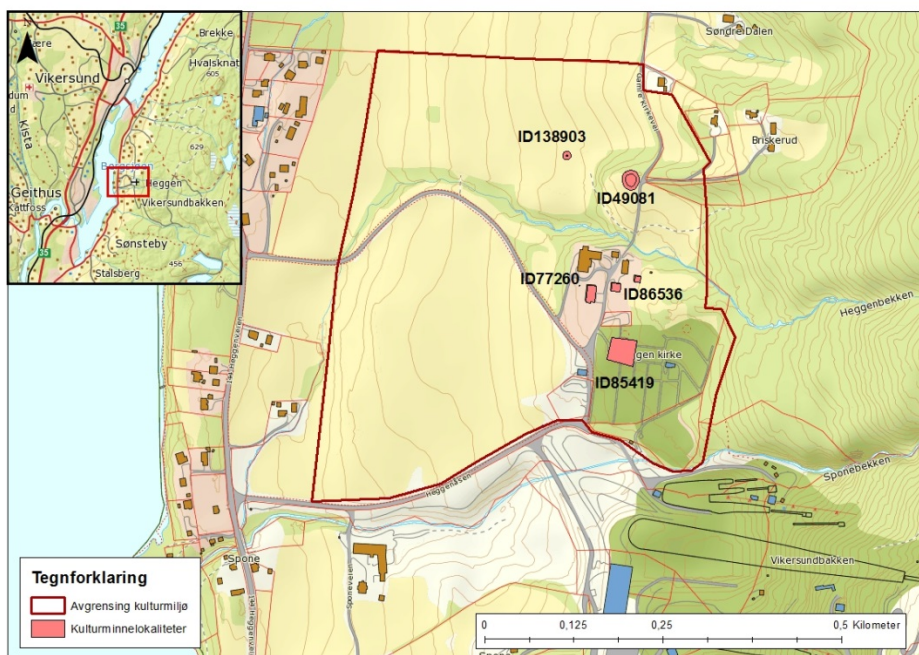 35
Brekke
Hvalsknat
605
Vikersund
629
Heggen
Geithus
Vikersundbakken
Sønsteby
35
456
Stalsberg
Søndre Dalen
Gamle Kirkevei
ID138903
Briskerud
ID49081
ID77260
ID86536
Heggenbekken
gen kirke
ID85419
Heggenåsen
Sponebekken
Spone
Sponeveien
Vikersundbakken
Tegnforklaring
Avgrensing kulturmiljø
Kulturminnelokaliteter
0
0,125
0,25
0,5 Kilometer